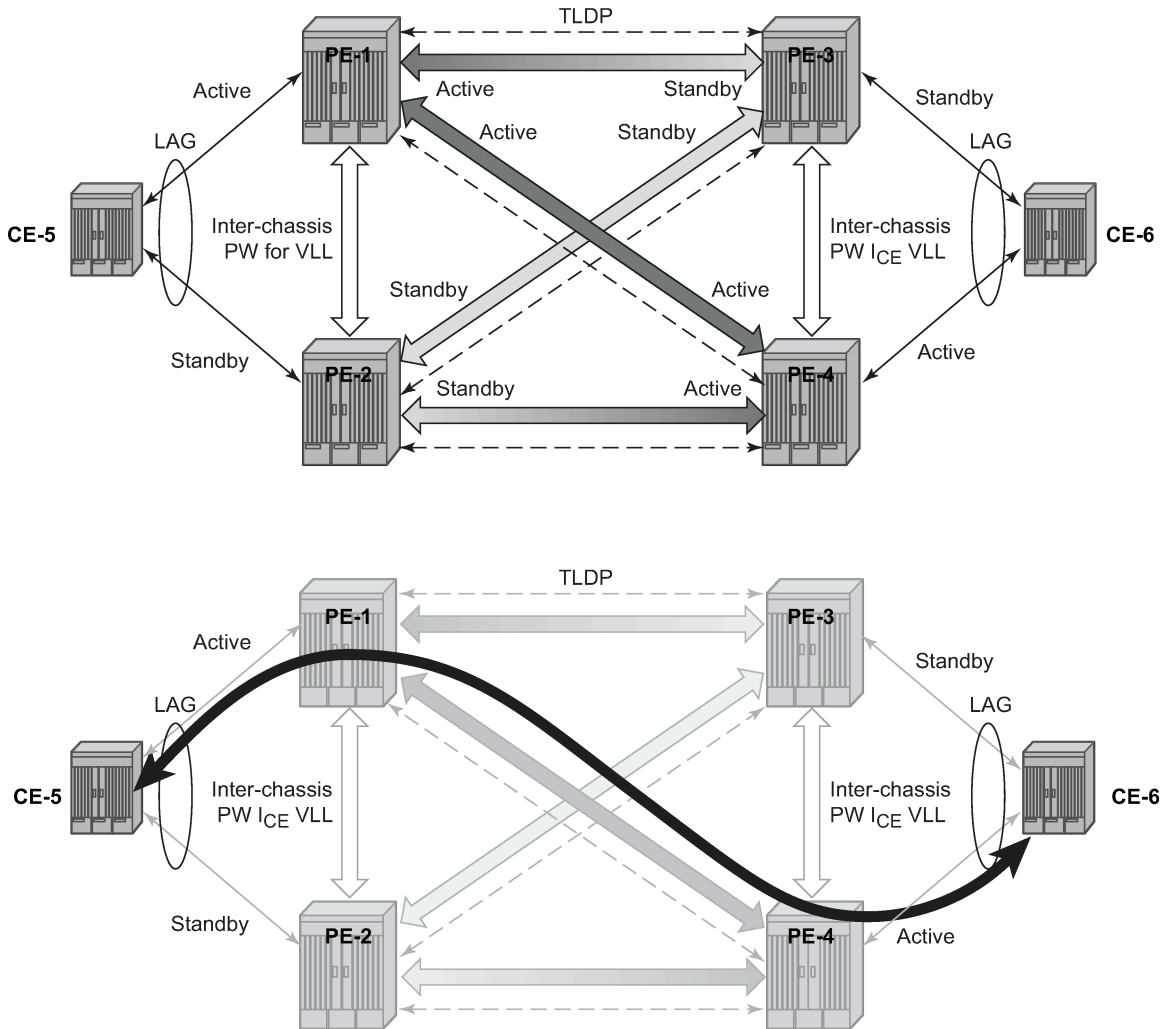 TLDP
PE-1
PE-3
Active
Active
Standby
Standby
Active
Standby
LAG
LAG
CE-5
Inter-chassis
PW for VLL
Inter-chassis
PW ICE VLL
CE-6
Standby
Active
Standby
Active
PE-2
PE-4
Standby
Active
TLDP
PE-1
PE-3
Active
Standby
LAG
LAG
CE-5
Inter-chassis
PW ICE VLL
Inter-chassis
PW ICE VLL
CE-6
Standby
PE-2
PE-4
Active